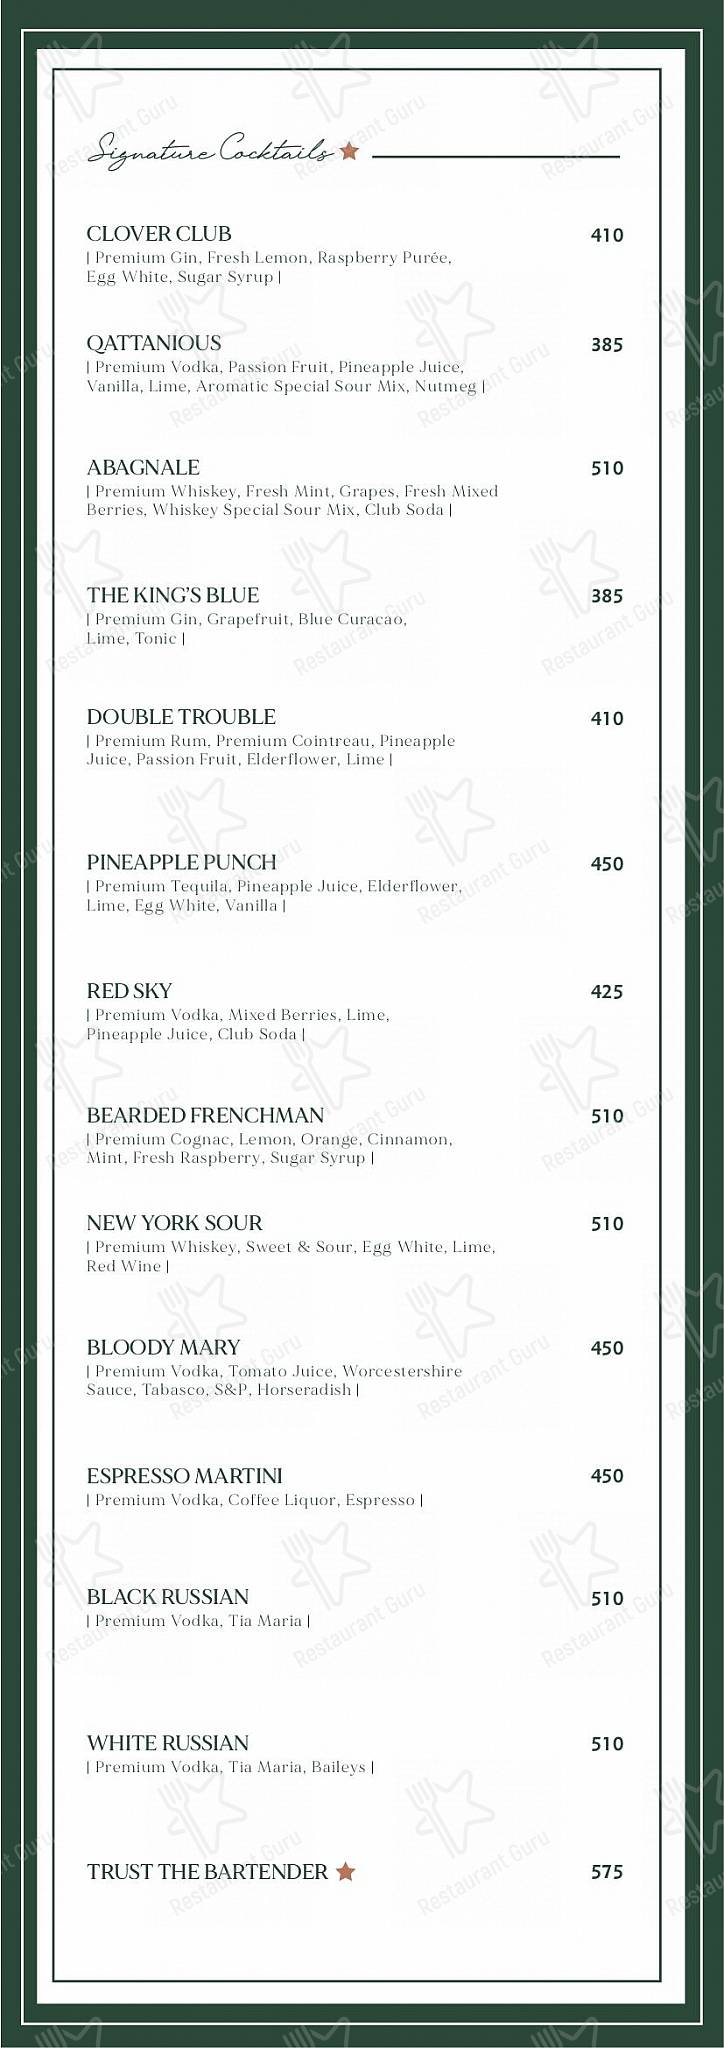 Signature Cocktails
CLOVER CLUB 410
| Premium Gin, Fresh Lemon, Raspberry Purée,
Egg White, Sugar Syrup |
QATTANIOUS 385
| Premium Vodka, Passion Fruit, Pineapple Juice,
Vanilla, Lime, Aromatic Special Sour Mix, Nutmeg |
ABAGNALE 510
| Premium Whiskey, Fresh Mint, Grapes, Fresh Mixed
Berries, Whiskey Special Sour Mix, Club Soda |
THE KING'S BLUE 385
| Premium Gin, Grapefruit, Blue Curacao,
Lime, Tonic |
DOUBLE TROUBLE 410
| Premium Rum, Premium Cointreau, Pineapple
Juice, Passion Fruit, Elderflower, Lime |
PINEAPPLE PUNCH 450
| Premium Tequila, Pineapple Juice, Elderflower,
Lime, Egg White, Vanilla |
RED SKY 425
| Premium Vodka, Mixed Berries, Lime,
Pineapple Juice, Club Soda |
BEARDED FRENCHMAN 510
| Premium Cognac, Lemon, Orange, Cinnamon,
Mint, Fresh Raspberry, Sugar Syrup |
NEW YORK SOUR 510
| Premium Whiskey, Sweet & Sour, Egg White, Lime,
Red Wine |
BLOODY MARY 450
| Premium Vodka, Tomato Juice, Worcestershire
Sauce, Tabasco, S&P, Horseradish |
ESPRESSO MARTINI 450
| Premium Vodka, Coffee Liquor, Espresso |
BLACK RUSSIAN 510
| Premium Vodka, Tia Maria |
WHITE RUSSIAN 510
| Premium Vodka, Tia Maria, Baileys |
TRUST THE BARTENDER 575
Restaurant Guru